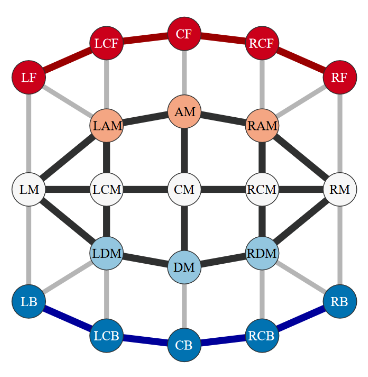 CF
LCF RCF
LF RF
AM
LAM RAM
LM LCM CM RCM RM
LDM RDM
DM
LB RB
LCB RCB
CB